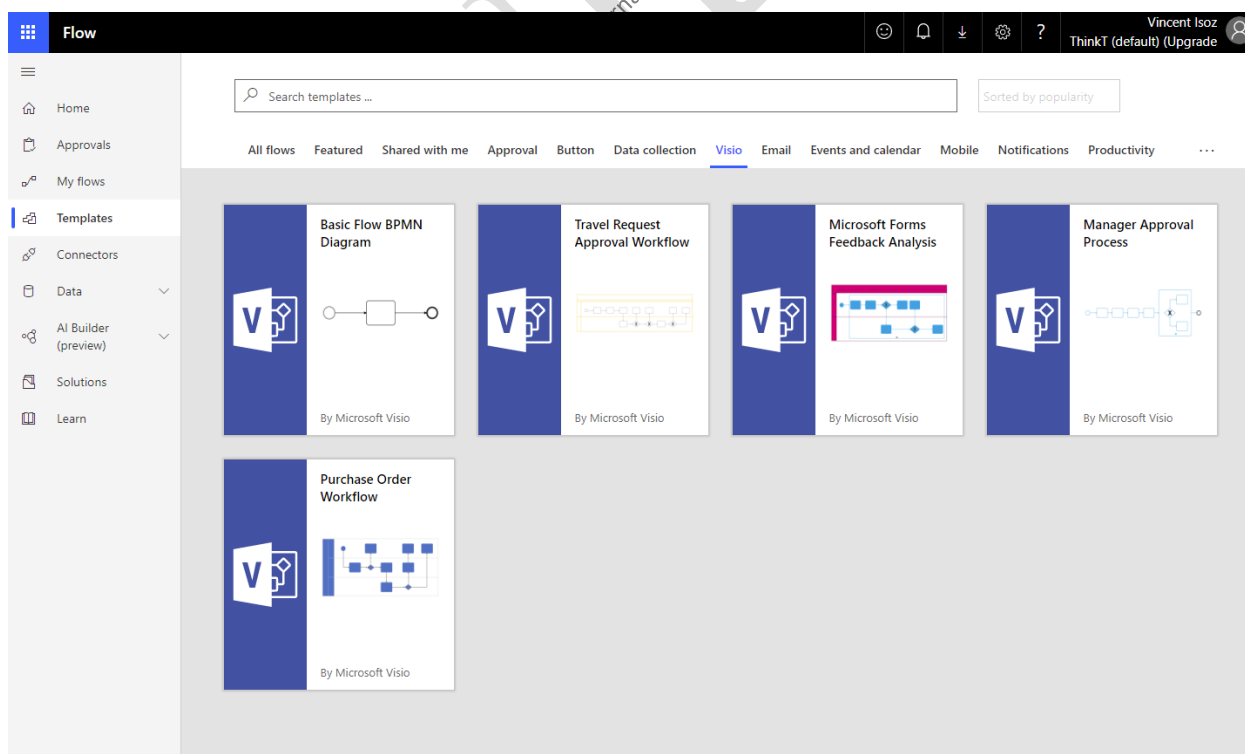 Flow
?
Vincent Isoz
ThinkT (default) (Upgrade
Home
Approvals
My flows
Templates
Connectors
Data
AI Builder
(preview)
Solutions
Learn
Search templates ...
Sorted by popularity
All flows Featured Shared with me Approval Button Data collection Visio Email Events and calendar Mobile Notifications Productivity ...
Basic Flow BPMN
Diagram
V
By Microsoft Visio
Travel Request
Approval Workflow
V
By Microsoft Visio
Microsoft Forms
Feedback Analysis
V
By Microsoft Visio
Manager Approval
Process
V
By Microsoft Visio
Purchase Order
Workflow
V
By Microsoft Visio